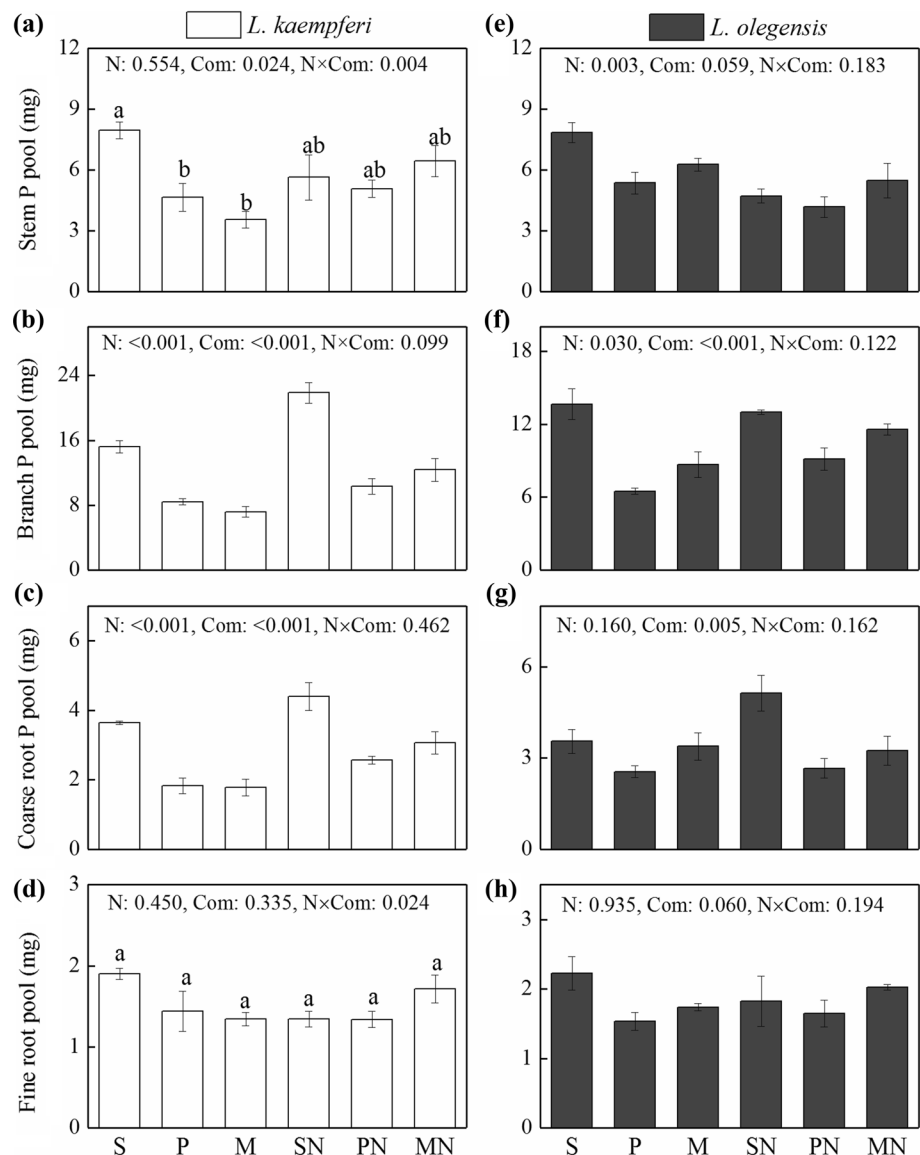 (a) L. kaempferi
12
N: 0.554, Com: 0.024, N×Com: 0.004
a
b
b
ab
ab
ab
9
6
3
0
Stem P pool (mg)
(e) L. olegensis
12
N: 0.003, Com: 0.059, N×Com: 0.183
9
6
3
0
(b)
N: <0.001, Com: <0.001, N×Com: 0.099
24
16
8
0
Branch P pool (mg)
(f)
N: 0.030, Com: <0.001, N×Com: 0.122
18
12
6
0
(c)
N: <0.001, Com: <0.001, N×Com: 0.462
6
4
2
0
Coarse root P pool (mg)
(g)
N: 0.160, Com: 0.005, N×Com: 0.162
6
3
0
(d)
3
N: 0.450, Com: 0.335, N×Com: 0.024
a
a
a
a
a
a
2
1
0
Fine root pool (mg)
S P M SN PN MN
(h)
N: 0.935, Com: 0.060, N×Com: 0.194
3
2
1
0
S P M SN PN MN